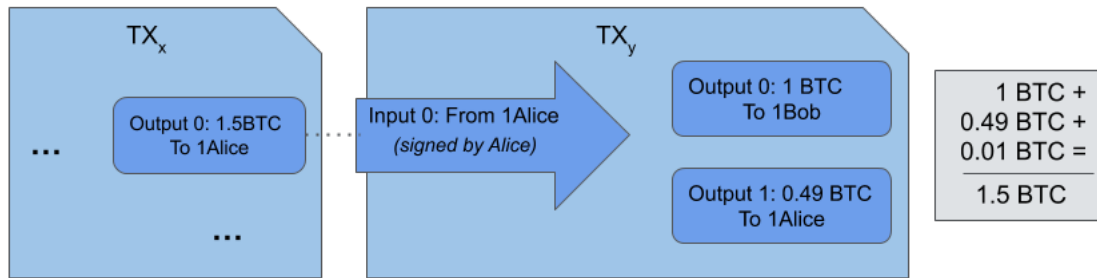 TXx
Output 0: 1.5BTC
To 1Alice
...
...
TXy
Input 0: From 1Alice
(signed by Alice)
Output 0: 1 BTC
To 1Bob
Output 1: 0.49 BTC
To 1Alice
1 BTC +
0.49 BTC +
0.01 BTC =
1.5 BTC